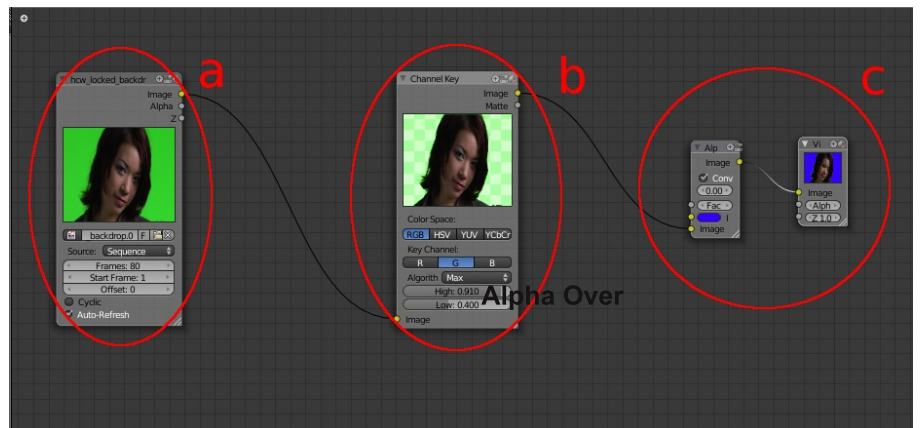 a
b
c
hcw_locked_backdr
Image
Alpha
Z
backdrop.0 F
Source: Sequence
Frames: 80
Start Frame: 1
Offset: 0
Cyclic
Auto-Refresh
Channel Key
Image
Matte
Color Space:
RGB HSV YUV YCbCr
Key Channel:
R G B
Algorith Max
High: 0.910
Low: 0.400
Image
Alpha Over
Alp
Image
Conv
0.00
Fac
I
Image
Vi
Image
Alph
Z 1.0